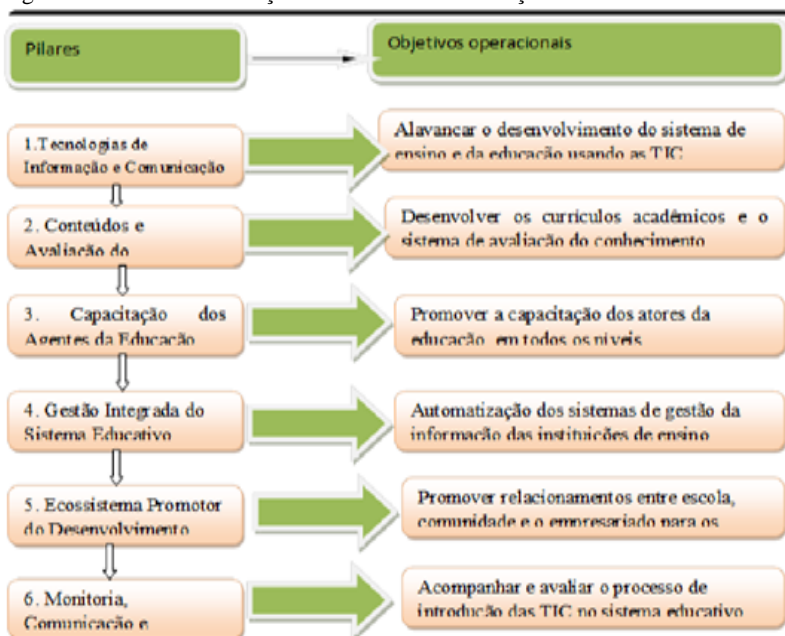 Pilares
Objetivos operacionais
1.Tecnologias de
Informação e Comunicação
Alavancar o desenvolvimento do sistema de
ensino e da educação usando as TIC
2. Conteúdos e
Avaliação do
Desenvolver os currículos acadêmicos e o
sistema de avaliação do conhecimento
3. Capacitação dos
Agentes da Educação
Promover a capacitação dos atores da
educação em todos os níveis
4. Gestão Integrada do
Sistema Educativo
Automatização dos sistemas de gestão da
informação das instituições de ensino
5. Ecossistema Promotor
do Desenvolvimento
Promover relacionamentos entre escola,
comunidade e o empresariado para os
6. Monitoria,
Comunicação e
Acompanhar e avaliar o processo de
introdução das TIC no sistema educativo